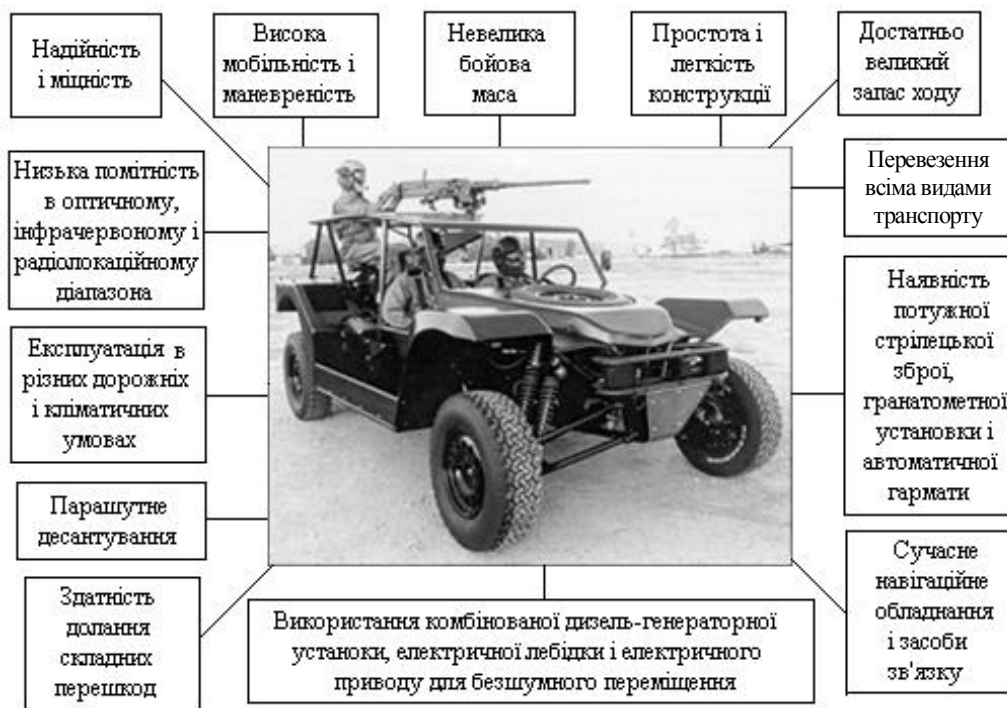 Надійність
і міцність
Висока
мобільність і
маневреність
Невелика
бойова
маса
Простота і
легкість
конструкції
Достатньо
великий
запас ходу
Низька помітність
в оптичному,
інфрачервоному і
радіолокаційному
діапазона
Перевезення
всіма видами
транспорту
Експлуатація в
різних дорожніх
і кліматичних
умовах
Наявність
потужної
стрілецької
зброї,
гранатометної
установки і
автоматичної
гармати
Парашутне
десантування
Здатність
долання
складних
перешкод
Використання комбінованої дизель-генераторної
устаноки, електричної лебідки і електричного
приводу для безшумного переміщення
Сучасне
навігаційне
обладнання
і засоби
зв'язку